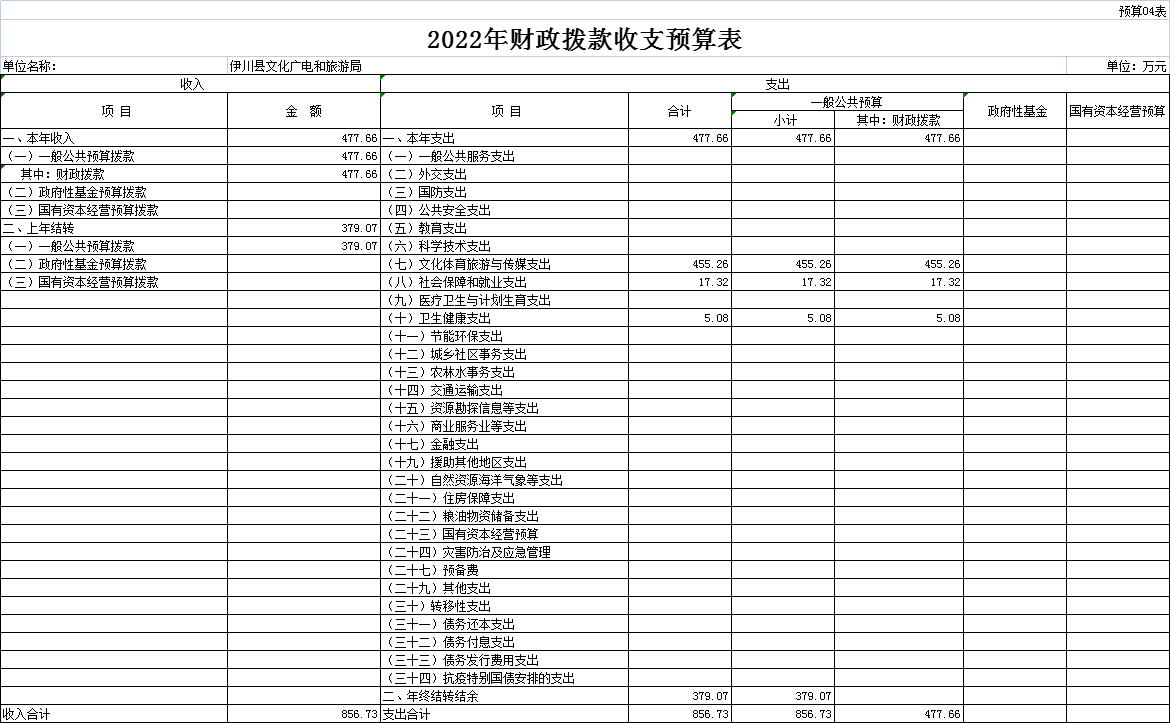 预算04表
2022年财政拨款收支预算表
单位名称： 伊川县文化广电和旅游局 单位：万元
收入 支出
项 目 金 额 项 目 合计 一般公共预算 政府性基金 国有资本经营预算
小计 其中：财政拨款
一、本年收入 477.66 一、本年支出 477.66 477.66 477.66
（一）一般公共预算拨款 477.66 （一）一般公共服务支出
其中：财政拨款 477.66 （二）外交支出
（二）政府性基金预算拨款 （三）国防支出
（三）国有资本经营预算拨款 （四）公共安全支出
二、上年结转 379.07 （五）教育支出
（一）一般公共预算拨款 379.07 （六）科学技术支出
（二）政府性基金预算拨款 （七）文化体育旅游与传媒支出 455.26 455.26 455.26
（三）国有资本经营预算拨款 （八）社会保障和就业支出 17.32 17.32 17.32
（九）医疗卫生与计划生育支出
（十）卫生健康支出 5.08 5.08 5.08
（十一）节能环保支出
（十二）城乡社区事务支出
（十三）农林水事务支出
（十四）交通运输支出
（十五）资源勘探信息等支出
（十六）商业服务业等支出
（十七）金融支出
（十九）援助其他地区支出
（二十）自然资源海洋气象等支出
（二十一）住房保障支出
（二十二）粮油物资储备支出
（二十三）国有资本经营预算
（二十四）灾害防治及应急管理
（二十七）预备费
（二十九）其他支出
（三十）转移性支出
（三十一）债务还本支出
（三十二）债务付息支出
（三十三）债务发行费用支出
（三十四）抗疫特别国债安排的支出
二、年终结转结余 379.07 379.07
收入合计 856.73 支出合计 856.73 856.73 477.66